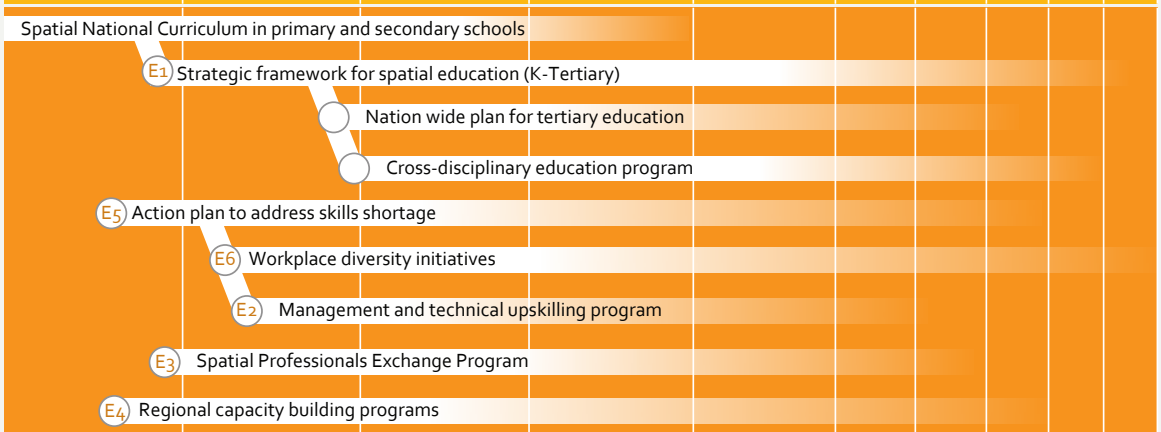 Spatial National Curriculum in primary and secondary schools
E1 Strategic framework for spatial education (K-Tertiary)
Nation wide plan for tertiary education
Cross-disciplinary education program
E5 Action plan to address skills shortage
E6 Workplace diversity initiatives
E2 Management and technical upskilling program
E3 Spatial Professionals Exchange Program
E4 Regional capacity building programs